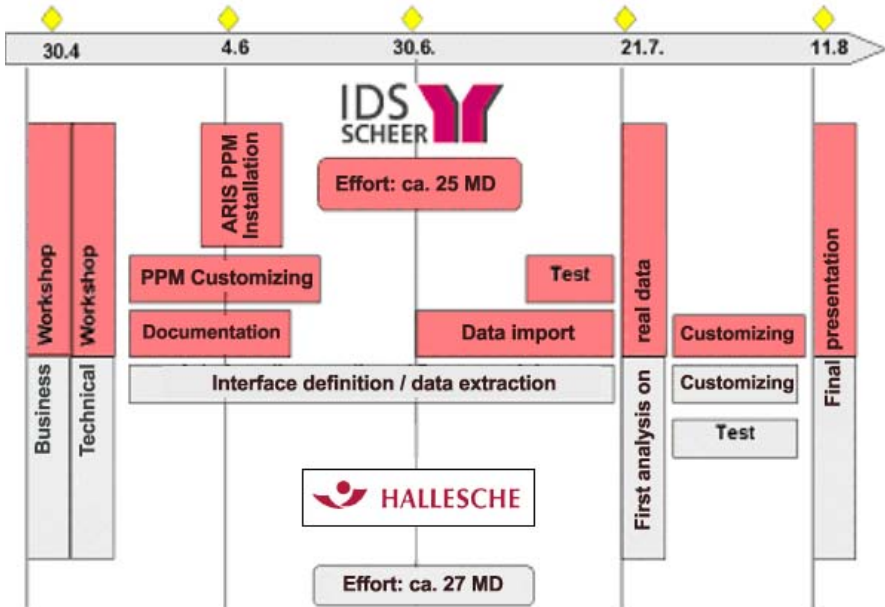 30.4
4.6
30.6.
21.7.
11.8
IDS
SCHEER
ARIS PPM
Installation
Effort: ca. 25 MD
Business Workshop
Technical Workshop
PPM Customizing
Test
Documentation
Data import
First analysis on real data
Customizing
Final presentation
Interface definition / data extraction
Customizing
Test
HALLESCHE
Effort: ca. 27 MD